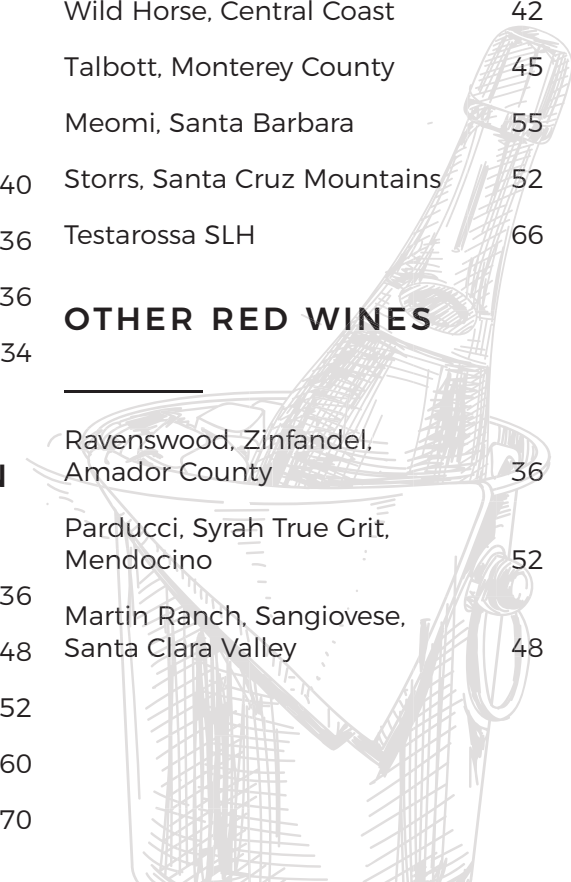 40
36
36
34
N
36
48
52
60
70
Wild Horse, Central Coast 42
Talbott, Monterey County 45
Meomi, Santa Barbara 55
Storrs, Santa Cruz Mountains 52
Testarossa SLH 66
OTHER RED WINES
Ravenswood, Zinfandel,
Amador County 36
Parducci, Syrah True Grit,
Mendocino 52
Martin Ranch, Sangiovese,
Santa Clara Valley 48